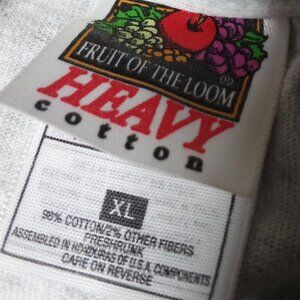 FRUIT OF THE LOOM®
HEAVY
cotton
XL
98% COTTON/2% OTHER FIBERS
PRESHRUNK
ASSEMBLED IN HONDURAS OF U.S.A. COMPONENTS
CARE ON REVERSE